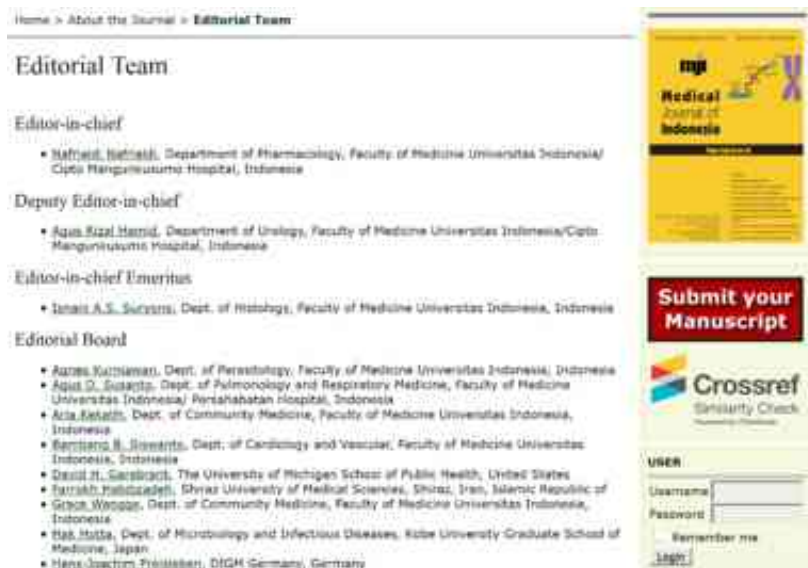 Home > About the Journal > Editorial Team
Editorial Team
Editor-in-chief
Nafrialdi Nafrialdi, Department of Pharmacology, Faculty of Medicine Universitas Indonesia/
Cipto Mangunkusumo Hospital, Indonesia
Deputy Editor-in-chief
Agus Rizal Hamid, Department of Urology, Faculty of Medicine Universitas Indonesia/Cipto
Mangunkusumo Hospital, Indonesia
Editor-in-chief Emeritus
Isnani A.S. Suryono, Dept. of Histology, Faculty of Medicine Universitas Indonesia, Indonesia
Editorial Board
Agnes Kurniawan, Dept. of Parasitology, Faculty of Medicine Universitas Indonesia, Indonesia
Agus D. Susanto, Dept. of Pulmonology and Respiratory Medicine, Faculty of Medicine
Universitas Indonesia/ Persahabatan Hospital, Indonesia
Aria Kekalih, Dept. of Community Medicine, Faculty of Medicine Universitas Indonesia,
Indonesia
Bambang B. Siswanto, Dept. of Cardiology and Vascular, Faculty of Medicine Universitas
Indonesia, Indonesia
David H. Garabrant, The University of Michigan School of Public Health, United States
Farrokh Habibzadeh, Shiraz University of Medical Sciences, Shiraz, Iran, Islamic Republic of
Grace Wangge, Dept. of Community Medicine, Faculty of Medicine Universitas Indonesia,
Indonesia
Hak Hotta, Dept. of Microbiology and Infectious Diseases, Kobe University Graduate School of
Medicine, Japan
Hans-Joachim Freisleben, DIGM Germany, Germany
mji
Medical
Journal of
Indonesia
Submit your
Manuscript
Crossref
Similarity Check
USER
Username
Password
Remember me
Login